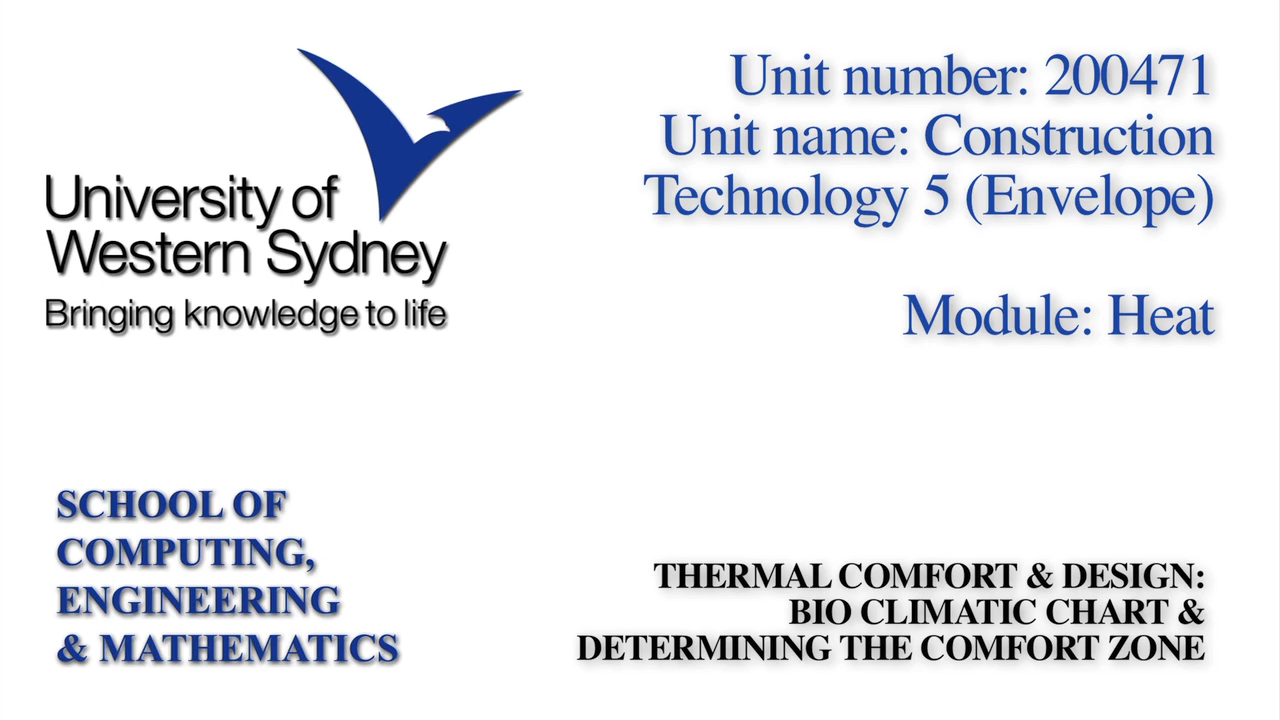 University of
Western Sydney
Bringing knowledge to life
Unit number: 200471
Unit name: Construction
Technology 5 (Envelope)
Module: Heat
SCHOOL OF
COMPUTING,
ENGINEERING
& MATHEMATICS
THERMAL COMFORT & DESIGN:
BIO CLIMATIC CHART &
DETERMINING THE COMFORT ZONE